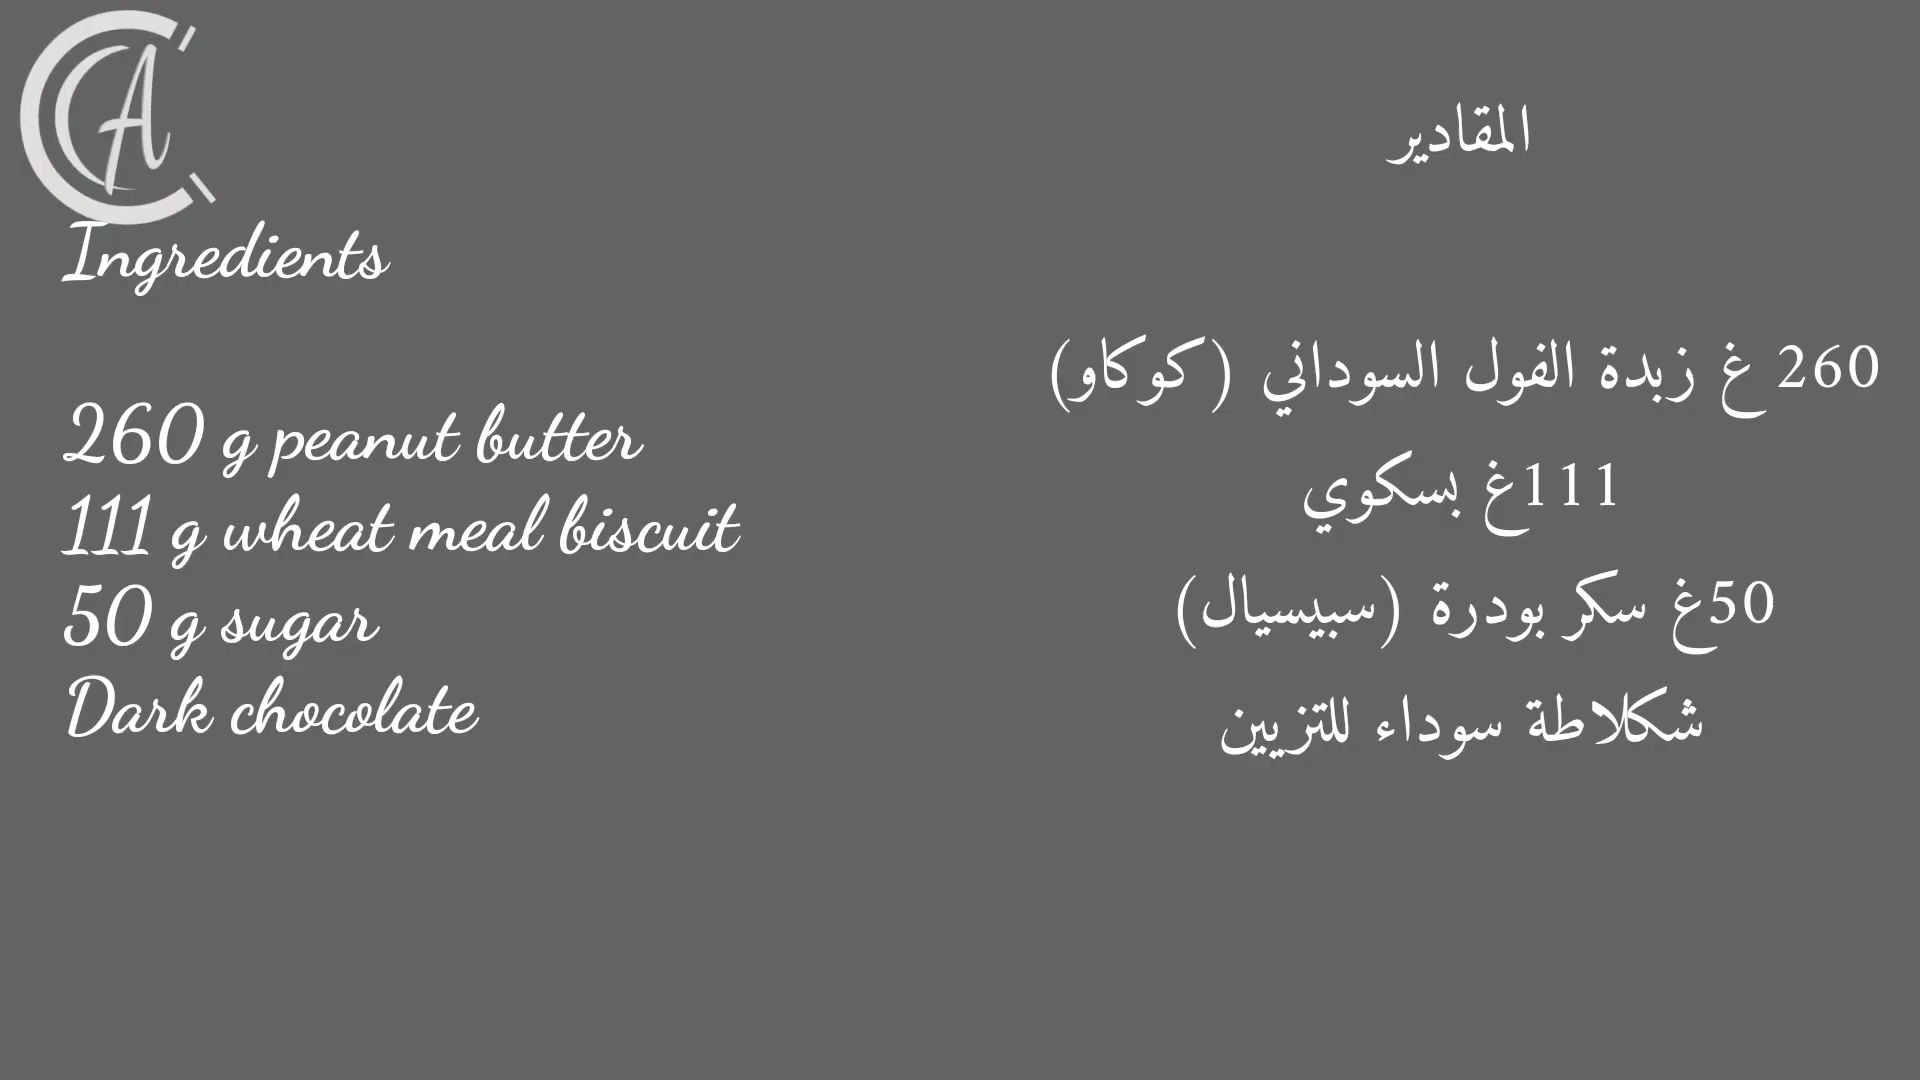 CA
Ingredients
260 g peanut butter
111 g wheat meal biscuit
50 g sugar
Dark chocolate
المقادير
260 غ زبدة الفول السوداني (كوكاو)
111غ بسكوي
50غ سكر بودرة (سبيسيال)
شكلاطة سوداء للتزيين